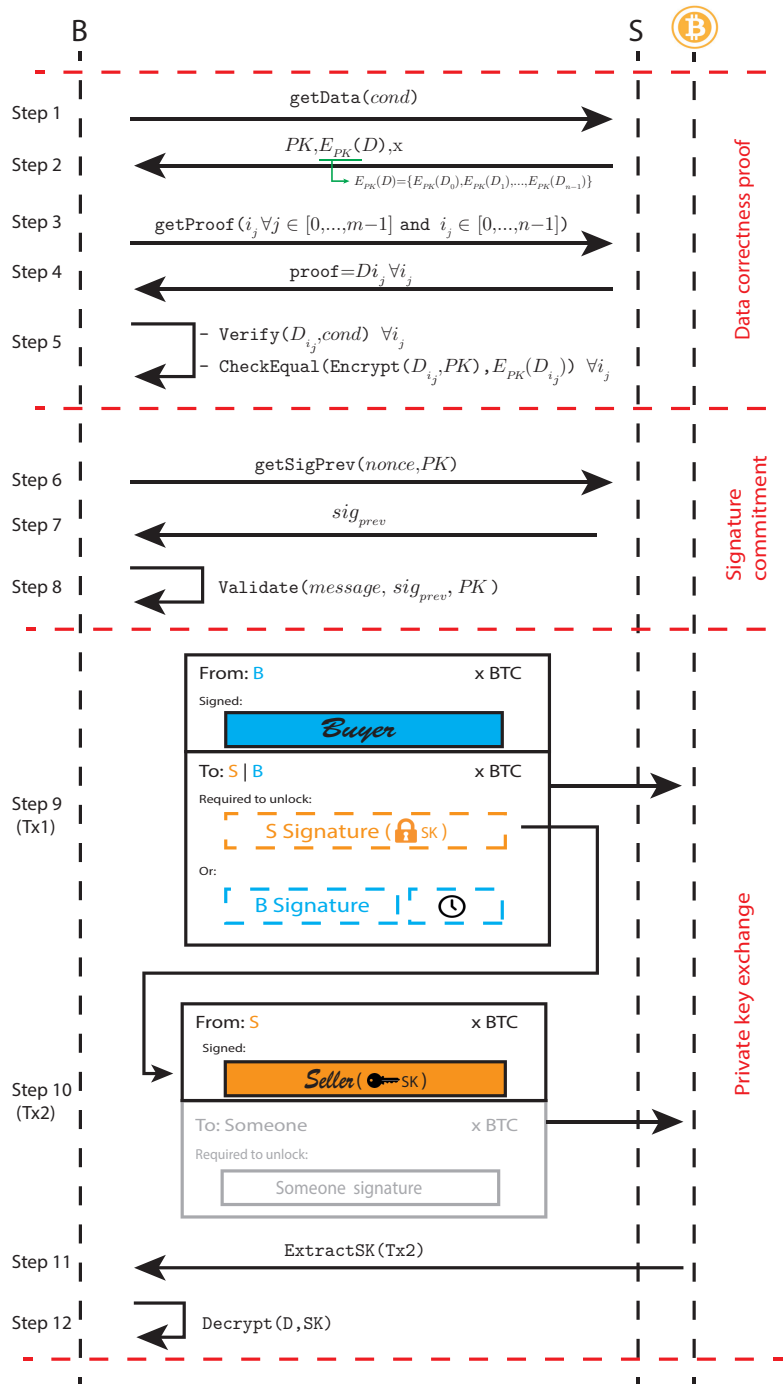 B S
Step 1 getData(cond)
Step 2 PK,E_PK(D),x
E_PK(D)={E_PK(D_0),E_PK(D_1),...,E_PK(D_n−1)}
Step 3 getProof(i_j ∀j ∈ [0,...,m−1] and i_j ∈ [0,...,n−1])
Step 4 proof=Di_j ∀i_j
Step 5 - Verify(D_i_j,cond) ∀i_j
- CheckEqual(Encrypt(D_i_j,PK),E_PK(D_i_j)) ∀i_j
Data correctness proof
Step 6 getSigPrev(nonce,PK)
Step 7 sig_prev
Step 8 Validate(message, sig_prev, PK)
Signature
commitment
From: B x BTC
Signed:
Buyer
To: S | B x BTC
Step 9
(Tx1)
Required to unlock:
S Signature ( SK )
Or:
B Signature
From: S x BTC
Signed:
Seller ( SK )
Step 10
(Tx2)
To: Someone x BTC
Required to unlock:
Someone signature
Private key exchange
Step 11 ExtractSK(Tx2)
Step 12 Decrypt(D,SK)